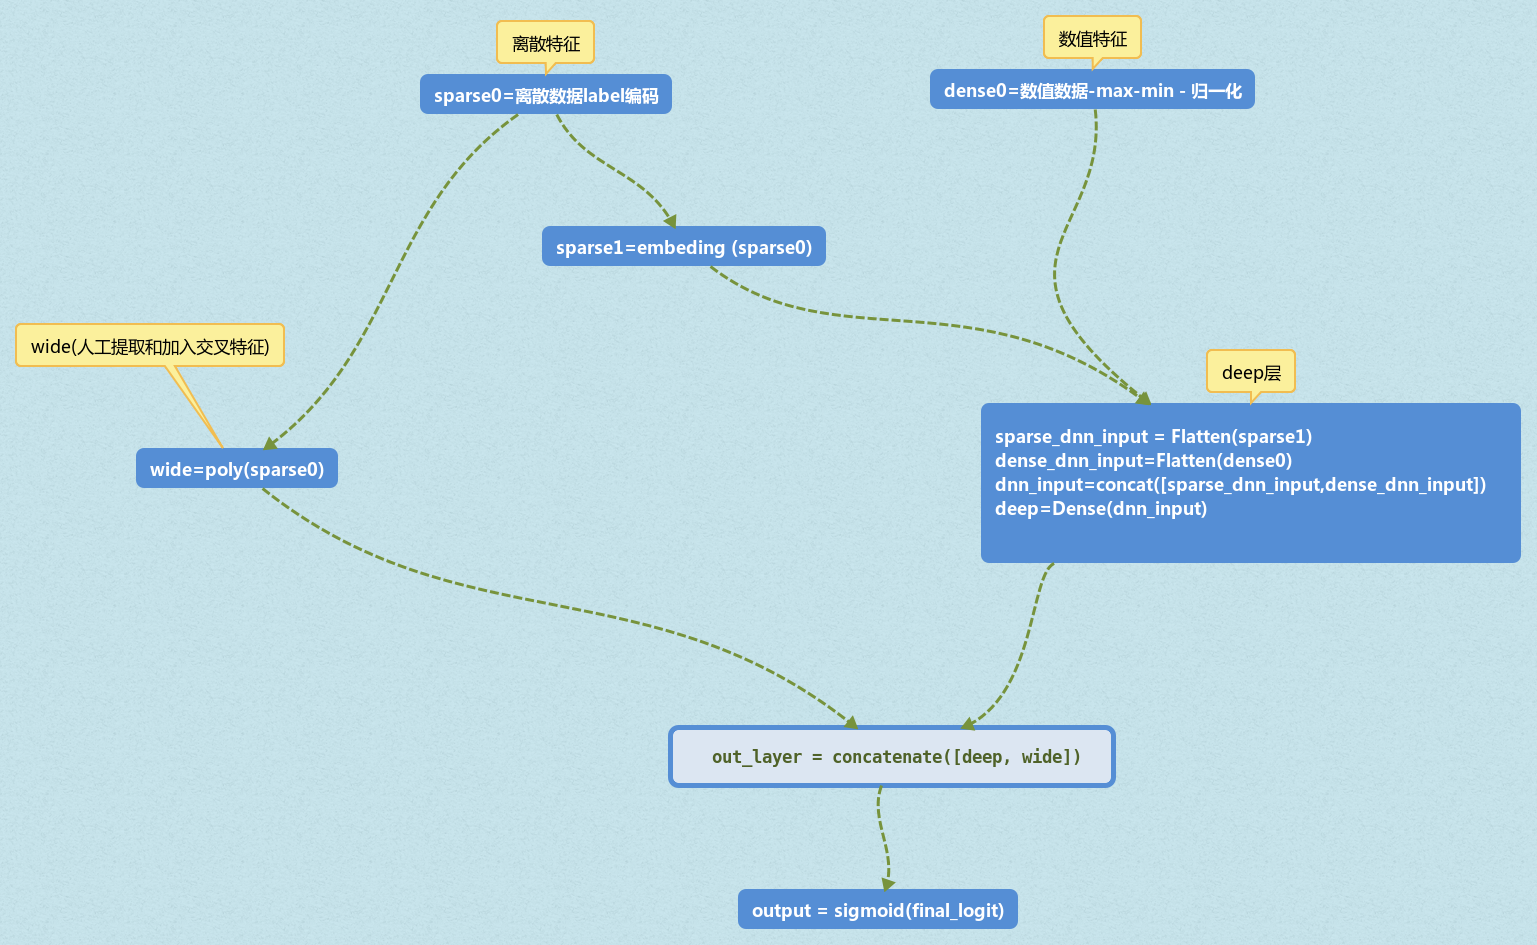 离散特征
数值特征
sparse0=离散数据label编码
dense0=数值数据-max-min - 归一化
sparse1=embeding (sparse0)
wide(人工提取和加入交叉特征)
deep层
wide=poly(sparse0)
sparse_dnn_input = Flatten(sparse1)
dense_dnn_input=Flatten(dense0)
dnn_input=concat([sparse_dnn_input,dense_dnn_input])
deep=Dense(dnn_input)
out_layer = concatenate([deep, wide])
output = sigmoid(final_logit)